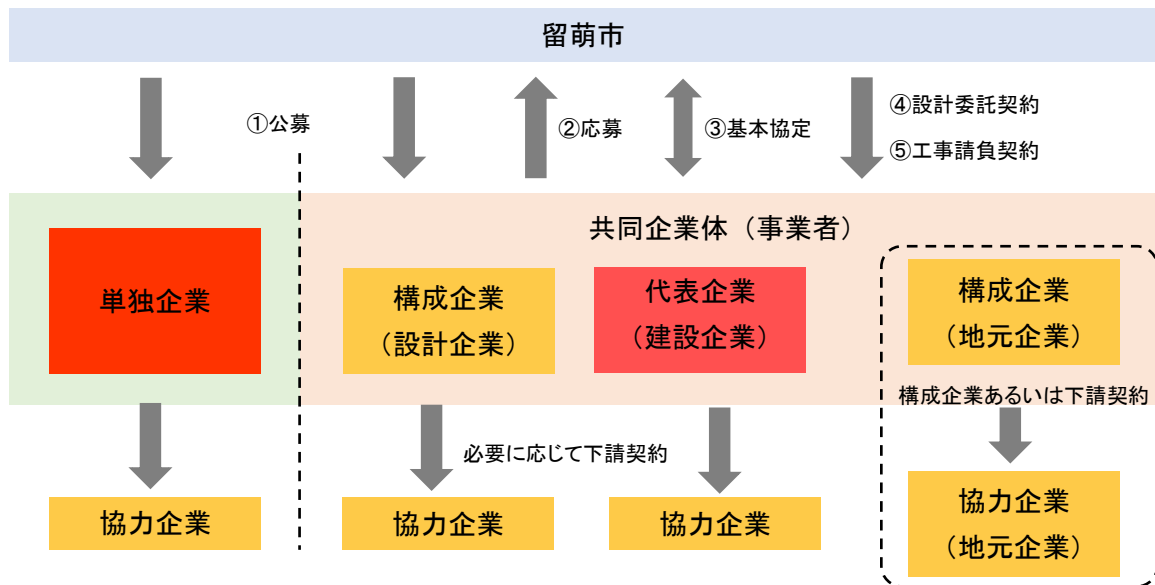 留萌市
①公募
②応募
③基本協定
④設計委託契約
⑤工事請負契約
共同企業体（事業者）
単独企業
構成企業
（設計企業）
代表企業
（建設企業）
構成企業
（地元企業）
構成企業あるいは下請契約
必要に応じて下請契約
協力企業
協力企業
協力企業
協力企業
（地元企業）